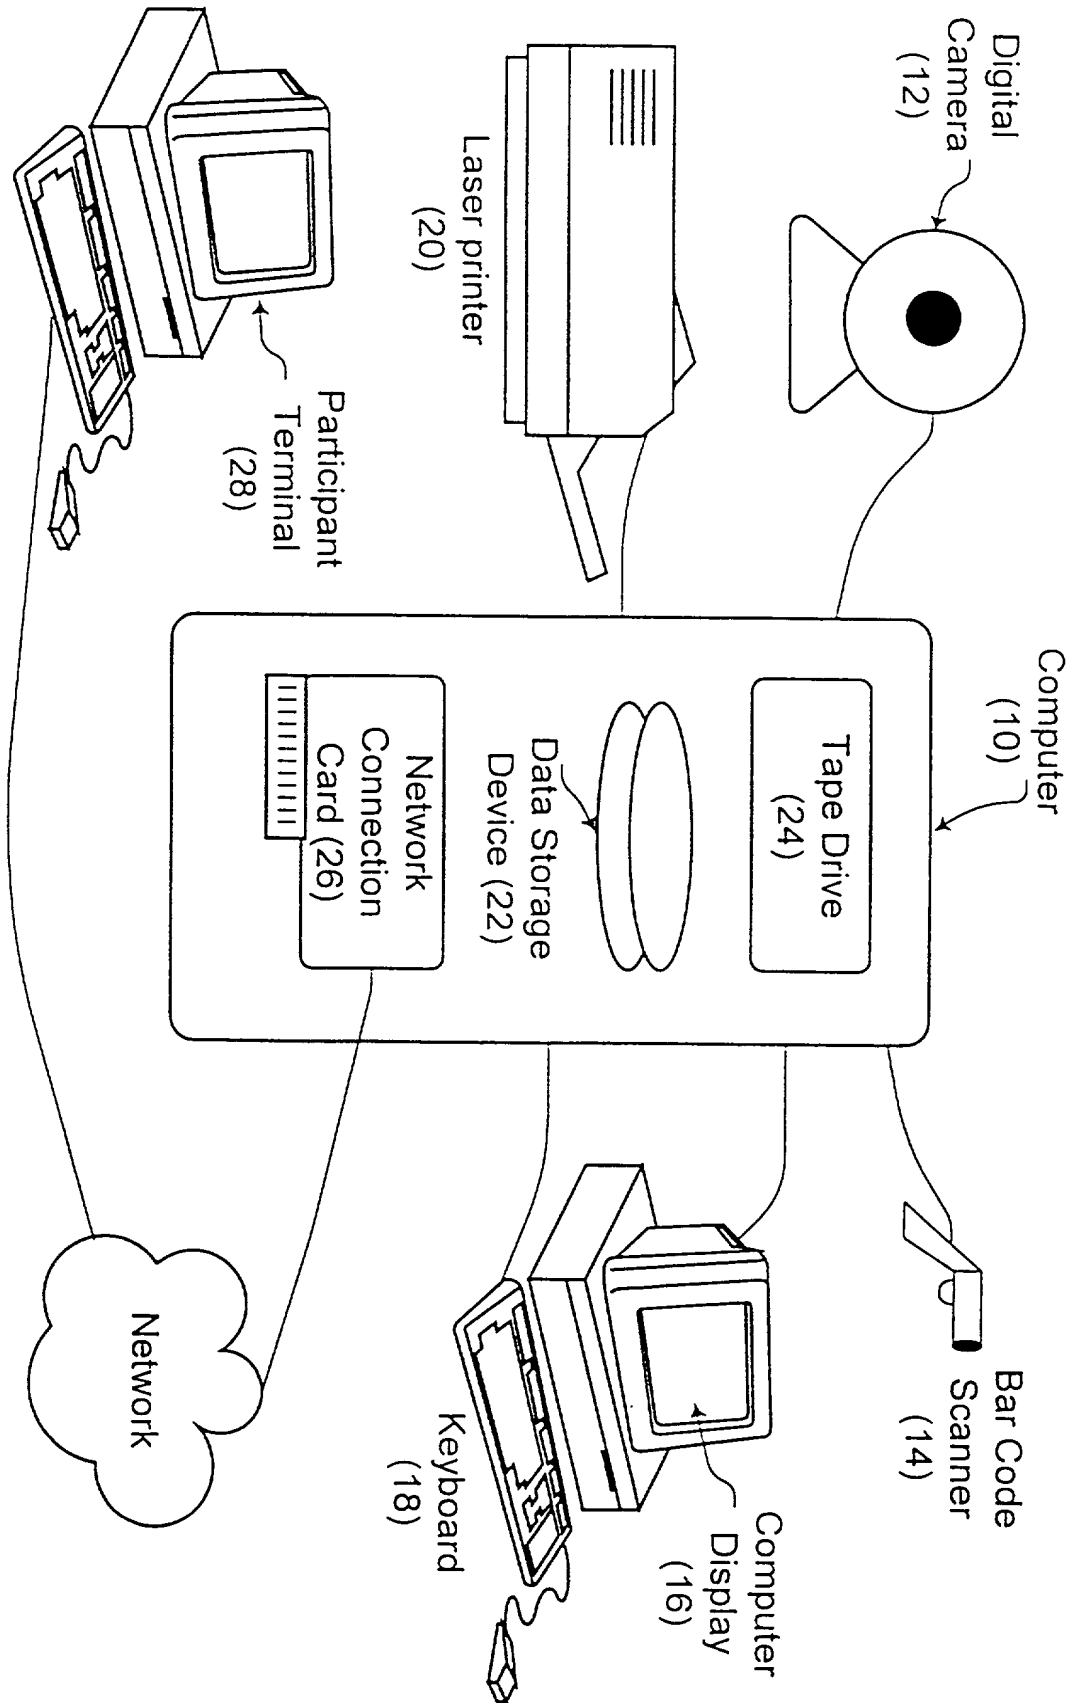 Digital
Camera
(12)
Computer
(10)
Bar Code
Scanner
(14)
Tape Drive
(24)
Computer
Display
(16)
Laser printer
(20)
Data Storage
Device (22)
Keyboard
(18)
Participant
Terminal
(28)
Network
Connection
Card (26)
Network